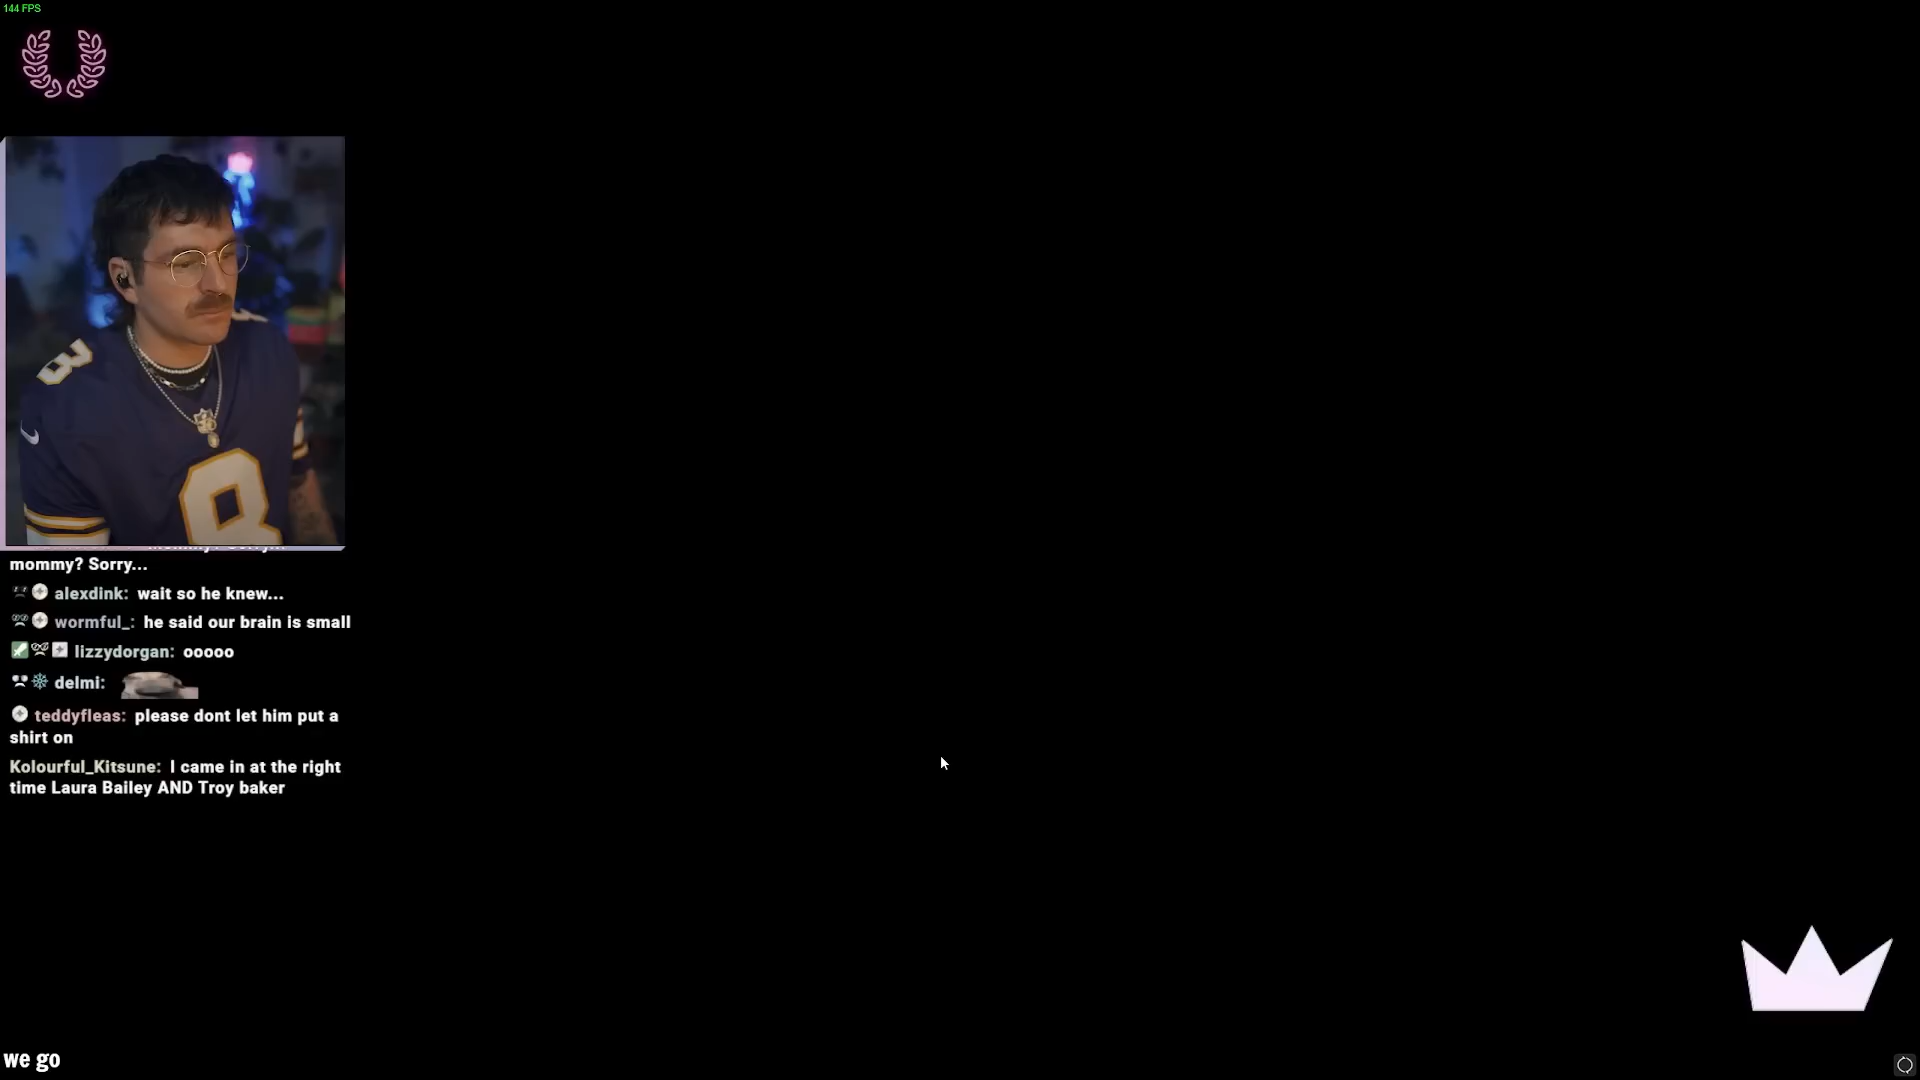 144 FPS
mommy? Sorry...
alexdink: wait so he knew...
wormful_: he said our brain is small
lizzydorgan: ooooo
delmi:
teddyfleas: please dont let him put a
shirt on
Kolourful_Kitsune: I came in at the right
time Laura Bailey AND Troy baker
8
8
we go